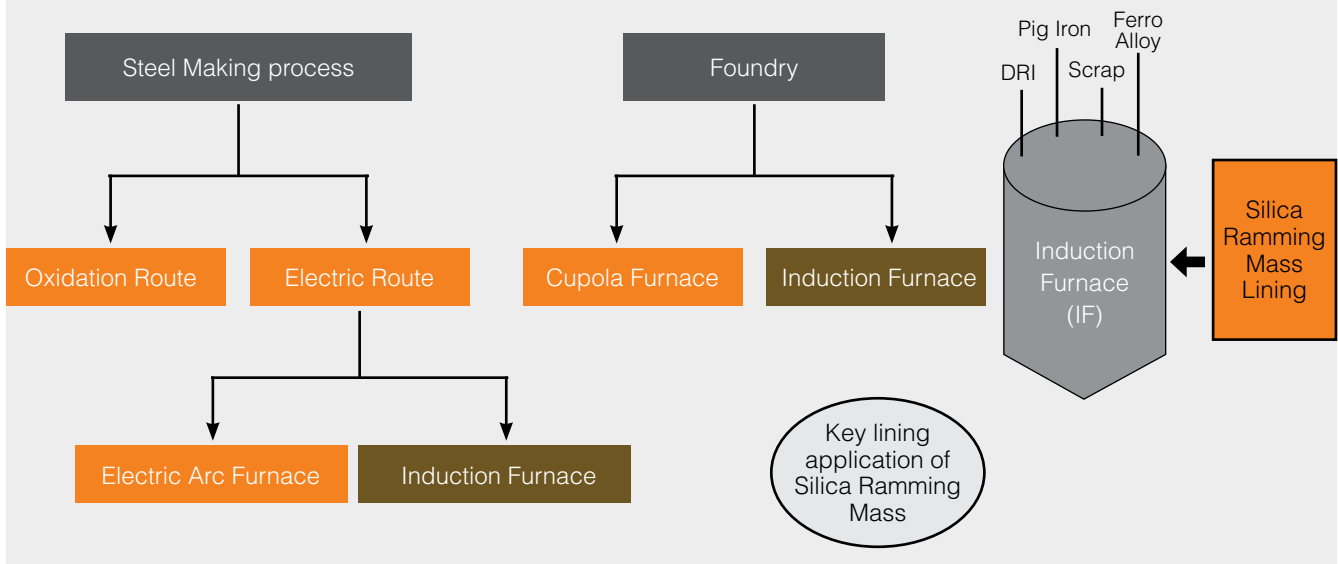 Steel Making process
Foundry
Oxidation Route
Electric Route
Cupola Furnace
Induction Furnace
Electric Arc Furnace
Induction Furnace
DRI
Pig Iron
Scrap
Ferro
Alloy
Induction
Furnace
(IF)
Silica
Ramming
Mass
Lining
Key lining
application of
Silica Ramming
Mass